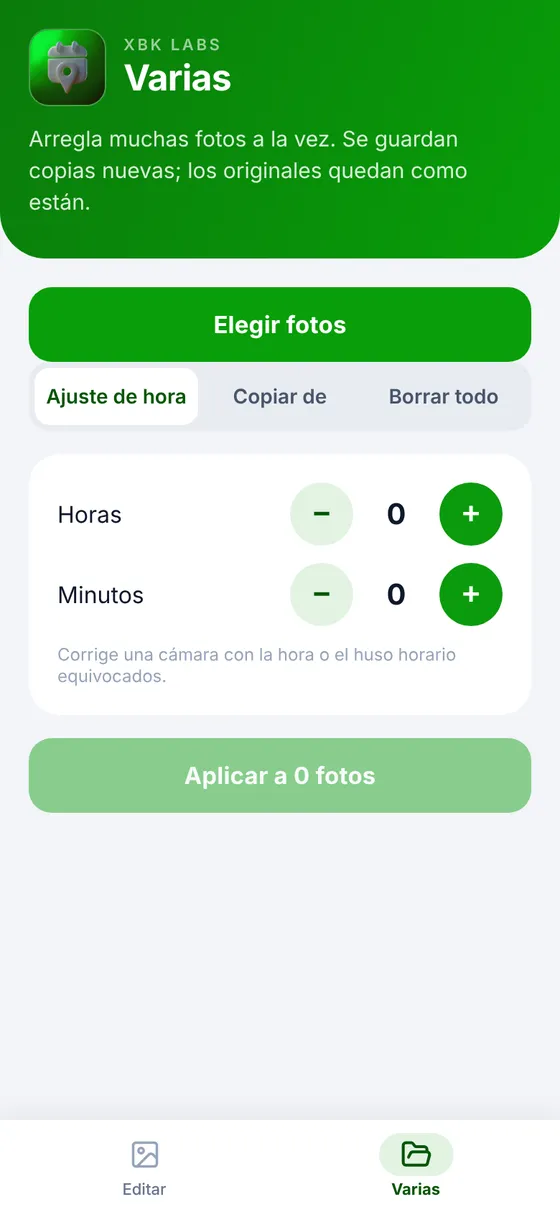 XBK LABS
Varias
Arregla muchas fotos a la vez. Se guardan
copias nuevas; los originales quedan como
están.
Elegir fotos
Ajuste de hora
Copiar de
Borrar todo
Horas
−
0
+
Minutos
−
0
+
Corrige una cámara con la hora o el huso horario
equivocados.
Aplicar a 0 fotos
Editar
Varias